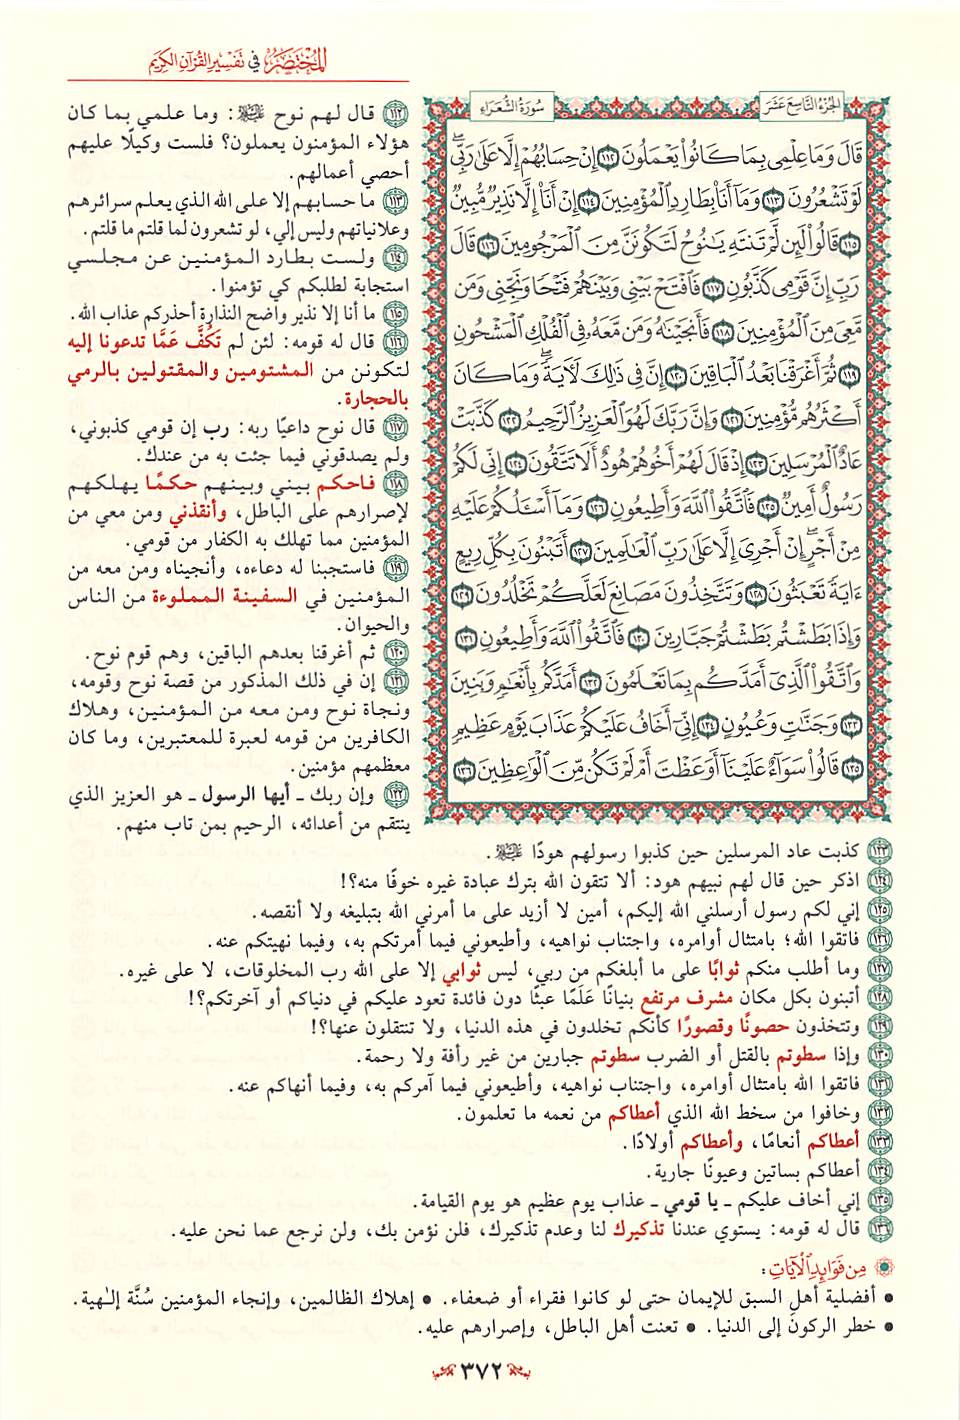 المُخْتَصَرُ في تَفْسِيرِ القُرْآنِ الكَرِيم
الجُزءُ التَّاسِعَ عَشَرَ
سُورَةُ الشُّعَرَاءِ
قَالَ وَمَا عِلْمِي بِمَا كَانُوا۟ يَعْمَلُونَ ١١٢ إِنْ حِسَابُهُمْ إِلَّا عَلَىٰ رَبِّي ۖ
لَوْ تَشْعُرُونَ ١١٣ وَمَآ أَنَا۠ بِطَارِدِ ٱلْمُؤْمِنِينَ ١١٤ إِنْ أَنَا۠ إِلَّا نَذِيرٌ مُّبِينٌ
١١٥ قَالُوا۟ لَئِن لَّمْ تَنتَهِ يَٰنُوحُ لَتَكُونَنَّ مِنَ ٱلْمَرْجُومِينَ ١١٦ قَالَ
رَبِّ إِنَّ قَوْمِي كَذَّبُونِ ١١٧ فَٱفْتَحْ بَيْنِي وَبَيْنَهُمْ فَتْحًا وَنَجِّنِي وَمَن
مَّعِيَ مِنَ ٱلْمُؤْمِنِينَ ١١٨ فَأَنجَيْنَٰهُ وَمَن مَّعَهُۥ فِي ٱلْفُلْكِ ٱلْمَشْحُونِ
١١٩ ثُمَّ أَغْرَقْنَا بَعْدُ ٱلْبَاقِينَ ١٢٠ إِنَّ فِي ذَٰلِكَ لَءَايَةً ۖ وَمَا كَانَ
أَكْثَرُهُم مُّؤْمِنِينَ ١٢١ وَإِنَّ رَبَّكَ لَهُوَ ٱلْعَزِيزُ ٱلرَّحِيمُ ١٢٢ كَذَّبَتْ
عَادٌ ٱلْمُرْسَلِينَ ١٢٣ إِذْ قَالَ لَهُمْ أَخُوهُمْ هُودٌ أَلَا تَتَّقُونَ ١٢٤ إِنِّي لَكُمْ
رَسُولٌ أَمِينٌ ١٢٥ فَٱتَّقُوا۟ ٱللَّهَ وَأَطِيعُونِ ١٢٦ وَمَآ أَسْـَٔلُكُمْ عَلَيْهِ
مِنْ أَجْرٍ ۖ إِنْ أَجْرِيَ إِلَّا عَلَىٰ رَبِّ ٱلْعَٰلَمِينَ ١٢٧ أَتَبْنُونَ بِكُلِّ رِيعٍ
ءَايَةً تَعْبَثُونَ ١٢٨ وَتَتَّخِذُونَ مَصَانِعَ لَعَلَّكُمْ تَخْلُدُونَ ١٢٩
وَإِذَا بَطَشْتُم بَطَشْتُمْ جَبَّارِينَ ١٣٠ فَٱتَّقُوا۟ ٱللَّهَ وَأَطِيعُونِ ١٣١
وَٱتَّقُوا۟ ٱلَّذِيٓ أَمَدَّكُم بِمَا تَعْلَمُونَ ١٣٢ أَمَدَّكُم بِأَنْعَٰمٍ وَبَنِينَ
١٣٣ وَجَنَّٰتٍ وَعُيُونٍ ١٣٤ إِنِّيٓ أَخَافُ عَلَيْكُمْ عَذَابَ يَوْمٍ عَظِيمٍ
١٣٥ قَالُوا۟ سَوَآءٌ عَلَيْنَآ أَوَعَظْتَ أَمْ لَمْ تَكُن مِّنَ ٱلْوَٰعِظِينَ ١٣٦
١١٢ قال لهم نوح ﵇: وما علمي بما كان
هؤلاء المؤمنون يعملون؟ فلست وكيلًا عليهم
أحصي أعمالهم.
١١٣ ما حسابهم إلا على الله الذي يعلم سرائرهم
وعلانياتهم وليس إلي، لو تشعرون لما قلتم ما قلتم.
١١٤ ولست بطارد المؤمنين عن مجلسي
استجابة لطلبكم كي تؤمنوا.
١١٥ ما أنا إلا نذير واضح النذارة أحذركم عذاب الله.
١١٦ قال له قومه: لئن لم تَكُفَّ عَمَّا تدعونا إليه
لتكونن من المشتومين والمقتولين بالرمي
بالحجارة.
١١٧ قال نوح داعيًا ربه: رب إن قومي كذبوني،
ولم يصدقوني فيما جئت به من عندك.
١١٨ فاحكم بيني وبينهم حكمًا يهلكهم
لإصرارهم على الباطل، وأنقذني ومن معي من
المؤمنين مما تهلك به الكفار من قومي.
١١٩ فاستجبنا له دعاءه، وأنجيناه ومن معه من
المؤمنين في السفينة المملوءة من الناس
والحيوان.
١٢٠ ثم أغرقنا بعدهم الباقين، وهم قوم نوح.
١٢١ إن في ذلك المذكور من قصة نوح وقومه،
ونجاة نوح ومن معه من المؤمنين، وهلاك
الكافرين من قومه لعبرة للمعتبرين، وما كان
معظمهم مؤمنين.
١٢٢ وإن ربك ـ أيها الرسول ـ هو العزيز الذي
ينتقم من أعدائه، الرحيم بمن تاب منهم.
١٢٣ كذبت عاد المرسلين حين كذبوا رسولهم هودًا ﵇.
١٢٤ اذكر حين قال لهم نبيهم هود: ألا تتقون الله بترك عبادة غيره خوفًا منه؟!
١٢٥ إني لكم رسول أرسلني الله إليكم، أمين لا أزيد على ما أمرني الله بتبليغه ولا أنقصه.
١٢٦ فاتقوا الله؛ بامتثال أوامره، واجتناب نواهيه، وأطيعوني فيما أمرتكم به، وفيما نهيتكم عنه.
١٢٧ وما أطلب منكم ثوابًا على ما أبلغكم من ربي، ليس ثوابي إلا على الله رب المخلوقات، لا على غيره.
١٢٨ أتبنون بكل مكان مشرف مرتفع بنيانًا عَلَمًا عبثًا دون فائدة تعود عليكم في دنياكم أو آخرتكم؟!
١٢٩ وتتخذون حصونًا وقصورًا كأنكم تخلدون في هذه الدنيا، ولا تنتقلون عنها؟!
١٣٠ وإذا سطوتم بالقتل أو الضرب سطوتم جبارين من غير رأفة ولا رحمة.
١٣١ فاتقوا الله بامتثال أوامره، واجتناب نواهيه، وأطيعوني فيما آمركم به، وفيما أنهاكم عنه.
١٣٢ وخافوا من سخط الله الذي أعطاكم من نعمه ما تعلمون.
١٣٣ أعطاكم أنعامًا، وأعطاكم أولادًا.
١٣٤ أعطاكم بساتين وعيونًا جارية.
١٣٥ إني أخاف عليكم ـ يا قومي ـ عذاب يوم عظيم هو يوم القيامة.
١٣٦ قال له قومه: يستوي عندنا تذكيرك لنا وعدم تذكيرك، فلن نؤمن بك، ولن نرجع عما نحن عليه.
مِن فَوَابِدِ ٱلْآيَاتِ:
• أفضلية أهل السبق للإيمان حتى لو كانوا فقراء أو ضعفاء. • إهلاك الظالمين، وإنجاء المؤمنين سُنَّة إلـٰهية.
• خطر الركون إلى الدنيا. • تعنت أهل الباطل، وإصرارهم عليه.
٣٧٢